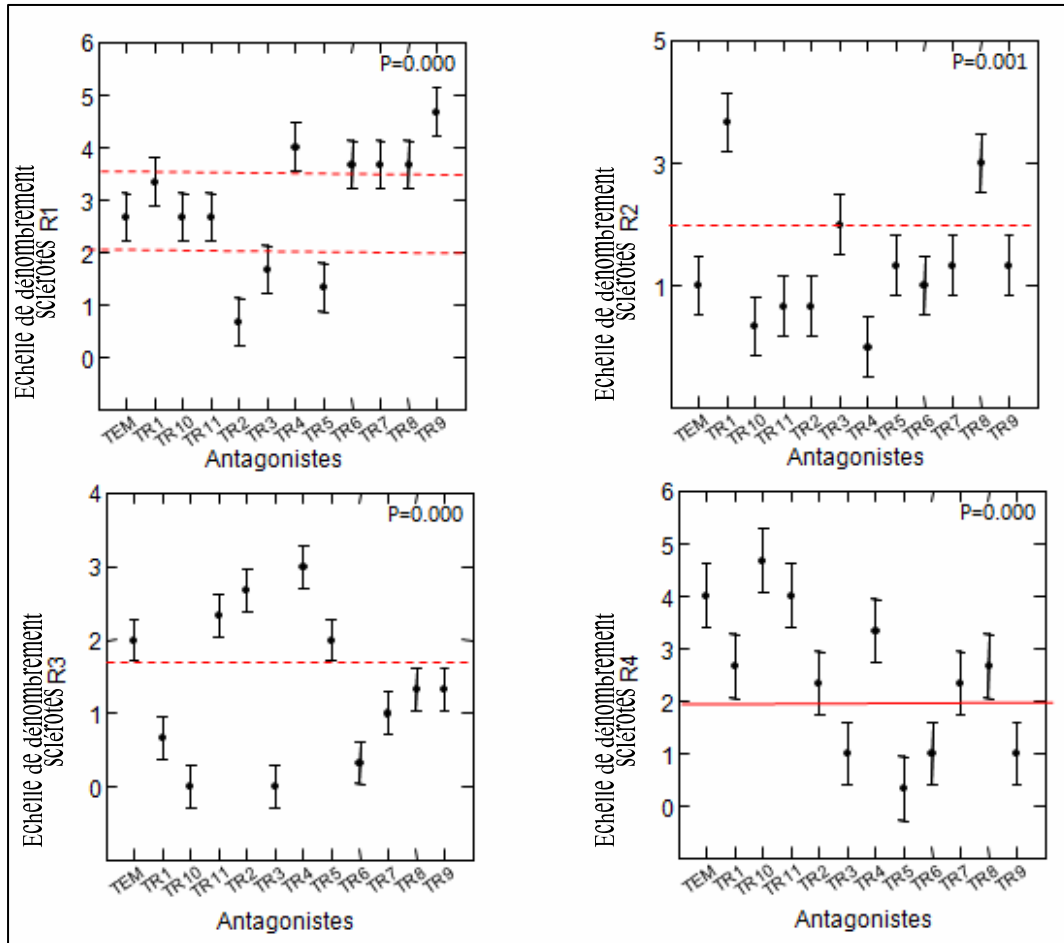 P=0.000
6
5
4
3
2
1
0
Echelle de dénombrement
sclérotes R1
TEM TR1 TR10 TR11 TR2 TR3 TR4 TR5 TR6 TR7 TR8 TR9
Antagonistes
P=0.001
5
3
1
Echelle de dénombrement
sclérotes R2
TEM TR1 TR10 TR11 TR2 TR3 TR4 TR5 TR6 TR7 TR8 TR9
Antagonistes
P=0.000
4
3
2
1
0
Echelle de dénombrement
sclérotes R3
TEM TR1 TR10 TR11 TR2 TR3 TR4 TR5 TR6 TR7 TR8 TR9
Antagonistes
P=0.000
6
5
4
3
2
1
0
Echelle de dénombrement
sclérotes R4
TEM TR1 TR10 TR11 TR2 TR3 TR4 TR5 TR6 TR7 TR8 TR9
Antagonistes